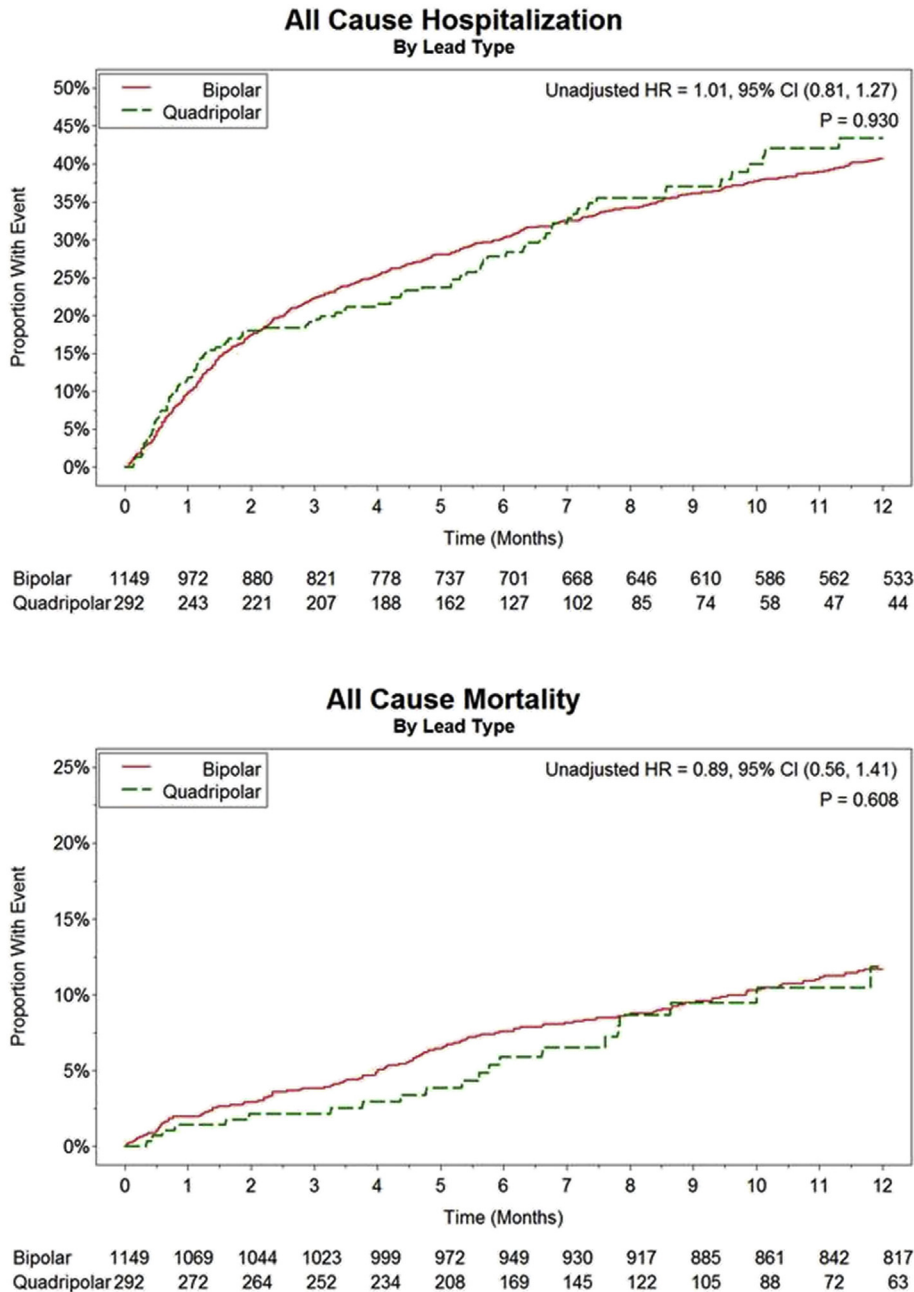 All Cause Hospitalization
By Lead Type
Bipolar
Quadripolar
Unadjusted HR = 1.01, 95% CI (0.81, 1.27)
P = 0.930
50%
45%
40%
35%
30%
25%
20%
15%
10%
5%
0%
Proportion With Event
0 1 2 3 4 5 6 7 8 9 10 11 12
Time (Months)
Bipolar 1149 972 880 821 778 737 701 668 646 610 586 562 533
Quadripolar 292 243 221 207 188 162 127 102 85 74 58 47 44
All Cause Mortality
By Lead Type
Bipolar
Quadripolar
Unadjusted HR = 0.89, 95% CI (0.56, 1.41)
P = 0.608
25%
20%
15%
10%
5%
0%
Proportion With Event
0 1 2 3 4 5 6 7 8 9 10 11 12
Time (Months)
Bipolar 1149 1069 1044 1023 999 972 949 930 917 885 861 842 817
Quadripolar 292 272 264 252 234 208 169 145 122 105 88 72 63